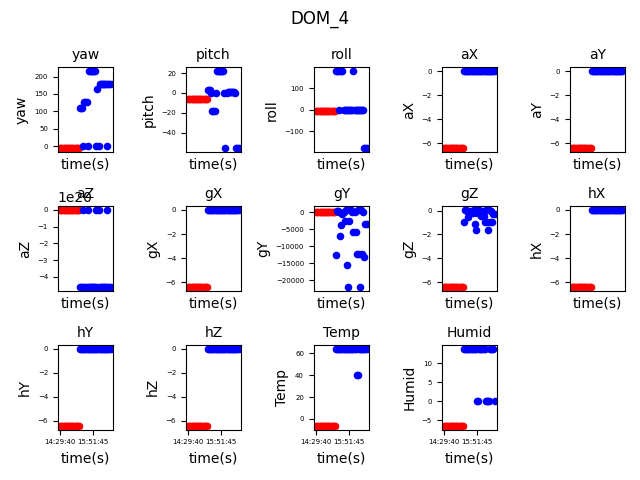 DOM_4
yaw pitch roll aX aY
yaw 200 150 100 50 0
pitch 20 0 −20 −40
roll 100 0 −100
aX 0 −2 −4 −6
aY 0 −2 −4 −6
time(s) time(s) time(s) time(s) time(s)
1e26
aZ gX gY gZ hX
aZ 0 −2 −4
gX 0 −2 −4 −6
gY 0 −5000 −10000 −15000 −20000
gZ 0 −2 −4 −6
hX 0 −2 −4 −6
time(s) time(s) time(s) time(s) time(s)
hY hZ Temp Humid
hY 0 −2 −4 −6
hZ 0 −2 −4 −6
Temp 60 40 20 0
Humid 10 5 0 −5
14:29:40 15:51:45 14:29:40 15:51:45 14:29:40 15:51:45 14:29:40 15:51:45
time(s) time(s) time(s) time(s)